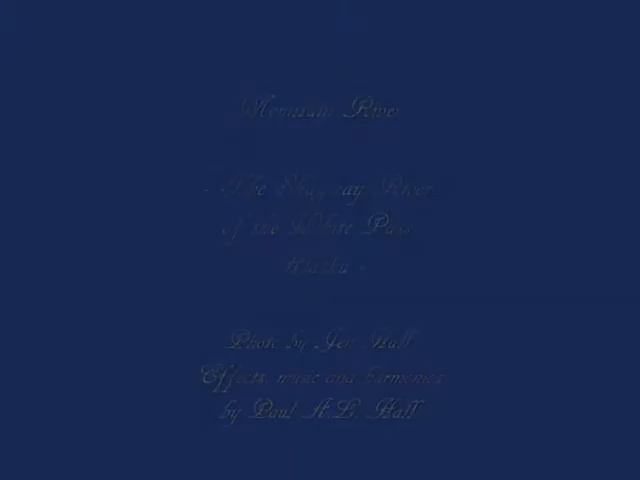 Mountain River
- The Skagway River
of the White Pass
Alaska -
Photo by Jen Hall
Effects, music and harmonies
by Paul A.L. Hall